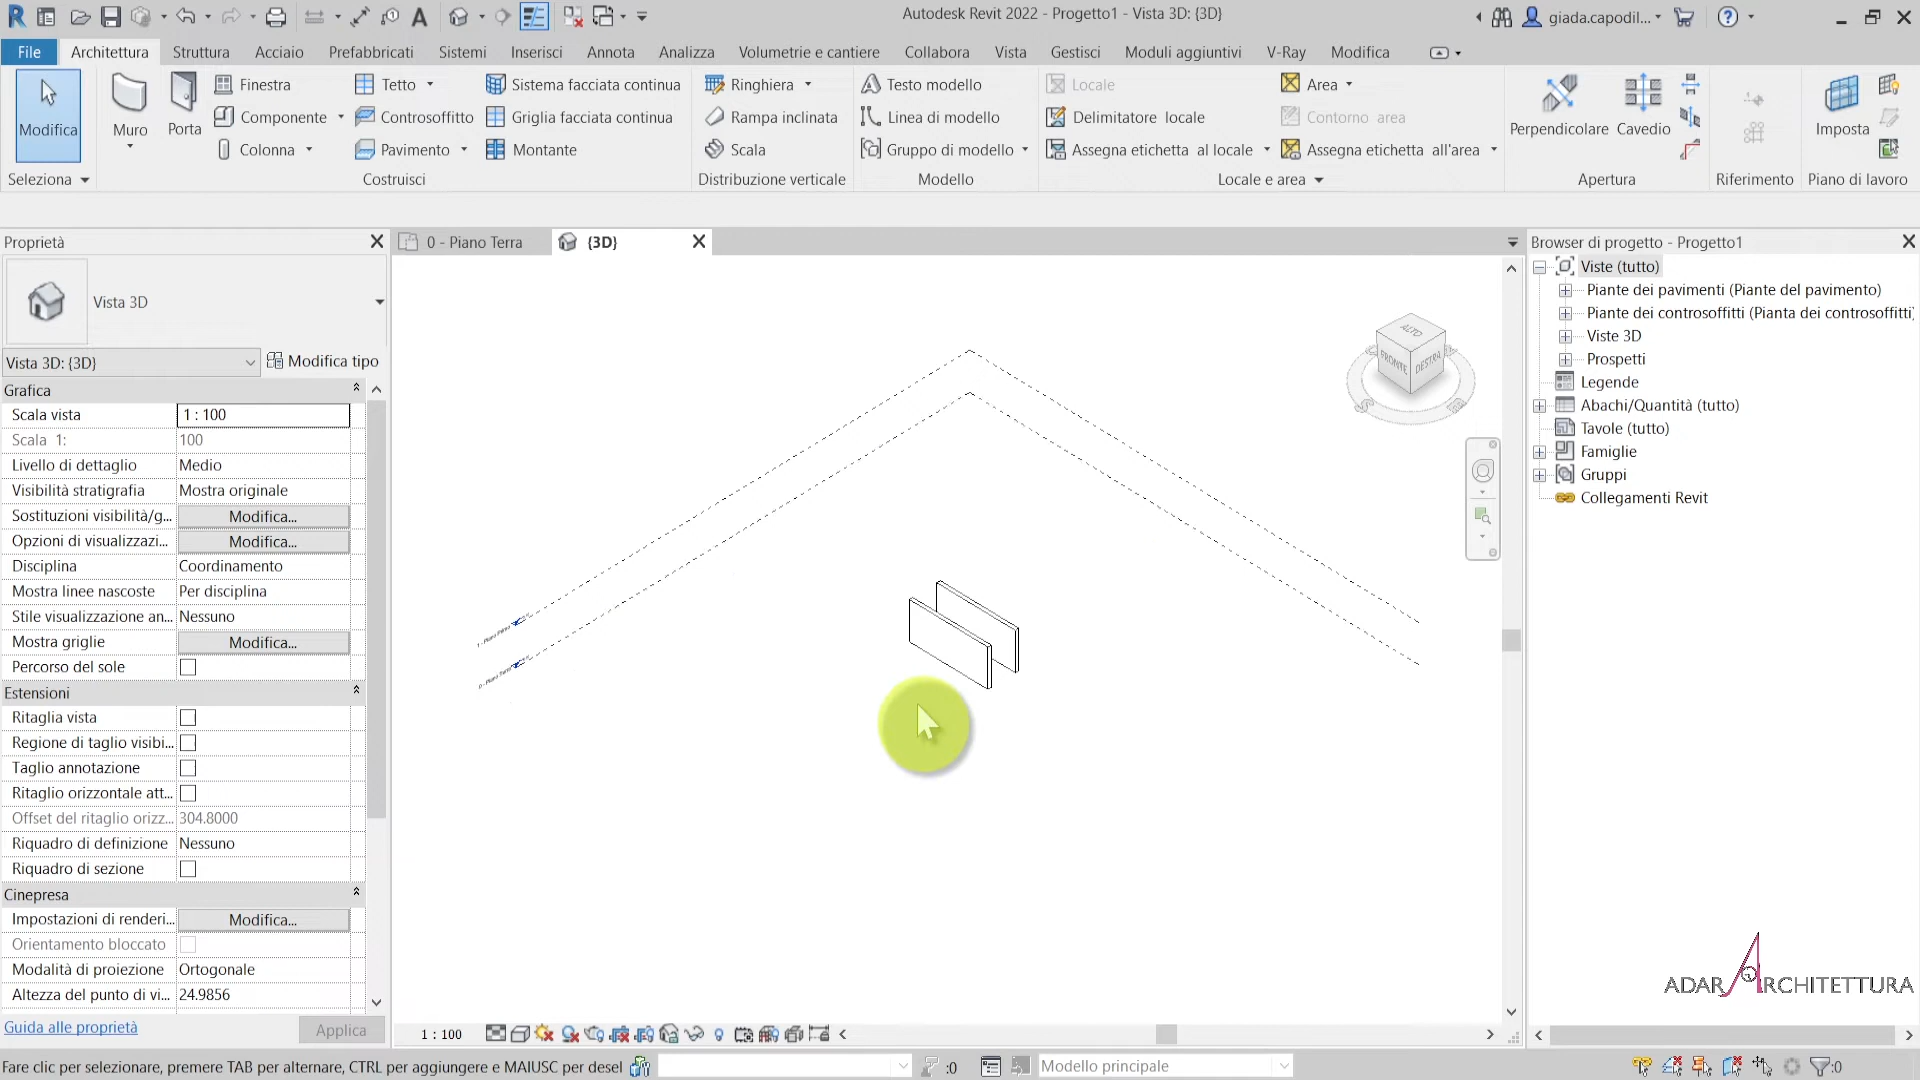 Autodesk Revit 2022 - Progetto1 - Vista 3D: {3D}
giada.capodil...
File Architettura Struttura Acciaio Prefabbricati Sistemi Inserisci Annota Analizza Volumetrie e cantiere Collabora Vista Gestisci Moduli aggiuntivi V-Ray Modifica
Modifica
Muro
Porta
Finestra
Componente
Colonna
Tetto
Controsoffitto
Pavimento
Sistema facciata continua
Griglia facciata continua
Montante
Ringhiera
Rampa inclinata
Scala
Testo modello
Linea di modello
Gruppo di modello
Locale
Delimitatore locale
Assegna etichetta al locale
Area
Contorno area
Assegna etichetta all'area
Perpendicolare
Cavedio
Imposta
Seleziona Costruisci Distribuzione verticale Modello Locale e area Apertura Riferimento Piano di lavoro
Proprietà
0 - Piano Terra
{3D}
Browser di progetto - Progetto1
Vista 3D
Vista 3D: {3D}
Modifica tipo
Grafica
Scala vista 1 : 100
Scala 1: 100
Livello di dettaglio Medio
Visibilità stratigrafia Mostra originale
Sostituzioni visibilità/g... Modifica...
Opzioni di visualizzazi... Modifica...
Disciplina Coordinamento
Mostra linee nascoste Per disciplina
Stile visualizzazione an... Nessuno
Mostra griglie Modifica...
Percorso del sole
Estensioni
Ritaglia vista
Regione di taglio visibi...
Taglio annotazione
Ritaglio orizzontale att...
Offset del ritaglio orizz... 304.8000
Riquadro di definizione Nessuno
Riquadro di sezione
Cinepresa
Impostazioni di renderi... Modifica...
Orientamento bloccato
Modalità di proiezione Ortogonale
Altezza del punto di vi... 24.9856
Guida alle proprietà
Applica
ALTO
FRONTE
DESTRA
Viste (tutto)
Piante dei pavimenti (Piante del pavimento)
Piante dei controsoffitti (Pianta dei controsoffitti)
Viste 3D
Prospetti
Legende
Abachi/Quantità (tutto)
Tavole (tutto)
Famiglie
Gruppi
Collegamenti Revit
ADARARCHITETTURA
1 : 100
Fare clic per selezionare, premere TAB per alternare, CTRL per aggiungere e MAIUSC per desel
:0
Modello principale
:0